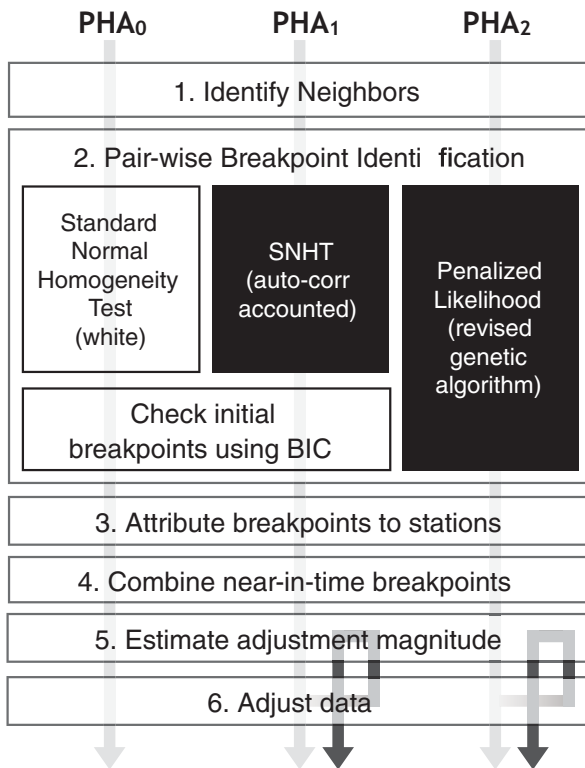 PHA0 PHA1 PHA2
1. Identify Neighbors
2. Pair-wise Breakpoint Identi fication
Standard
Normal
Homogeneity
Test
(white)
SNHT
(auto-corr
accounted)
Penalized
Likelihood
(revised
genetic
algorithm)
Check initial
breakpoints using BIC
3. Attribute breakpoints to stations
4. Combine near-in-time breakpoints
5. Estimate adjustment magnitude
6. Adjust data